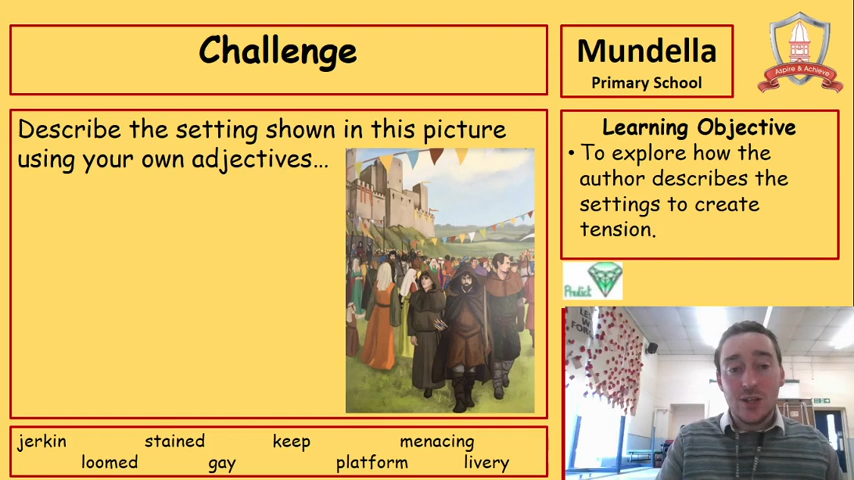 Challenge
Mundella
Primary School
Aspire & Achieve
Describe the setting shown in this picture
using your own adjectives...
Learning Objective
• To explore how the
author describes the
settings to create
tension.
Predict
jerkin stained keep menacing
loomed gay platform livery